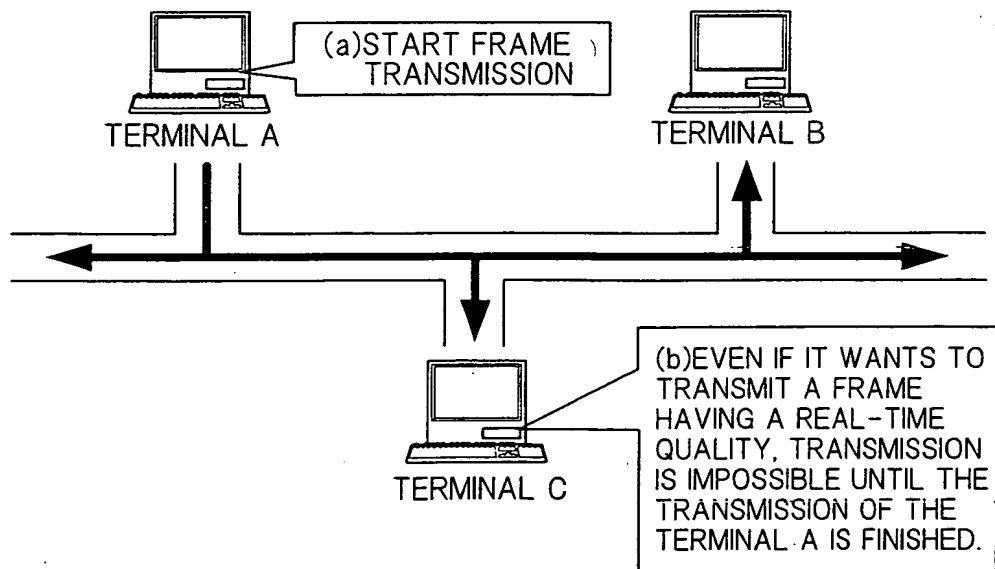 (a)START FRAME
TRANSMISSION
TERMINAL A
TERMINAL B
TERMINAL C
(b)EVEN IF IT WANTS TO
TRANSMIT A FRAME
HAVING A REAL-TIME
QUALITY, TRANSMISSION
IS IMPOSSIBLE UNTIL THE
TRANSMISSION OF THE
TERMINAL A IS FINISHED.